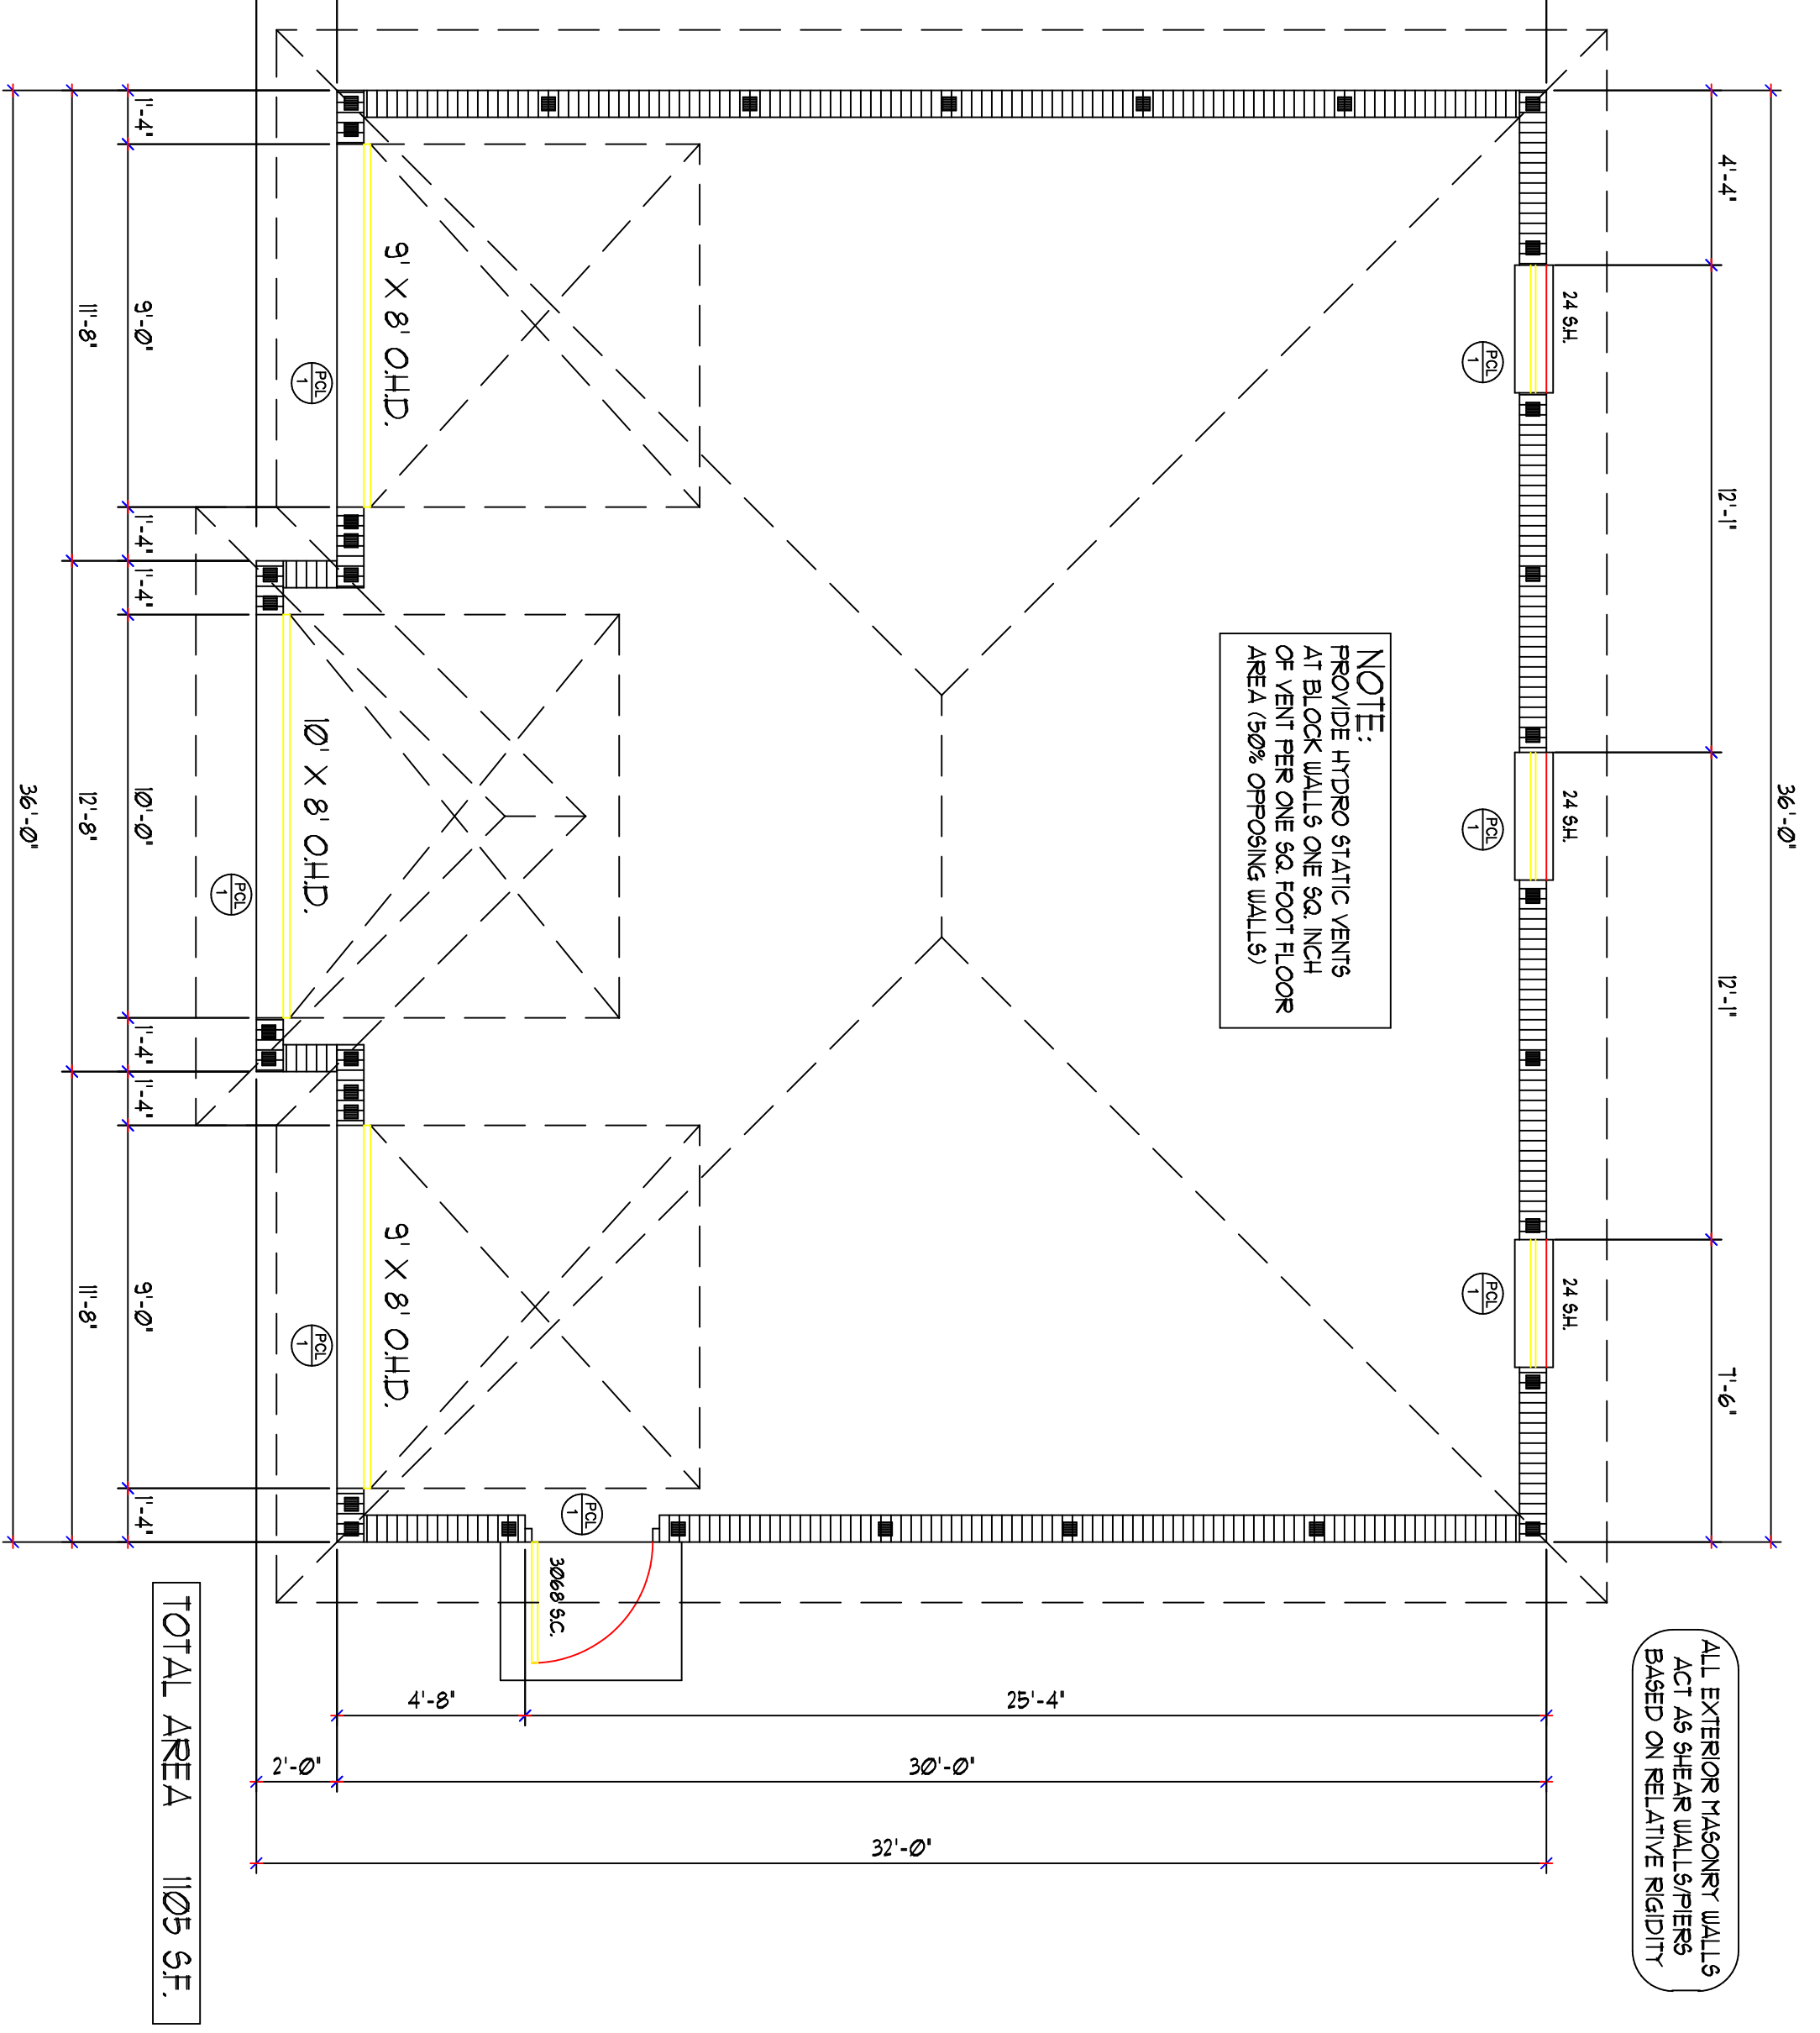 36'-0"
4'-4"
12'-1"
12'-1"
7'-6"
ALL EXTERIOR MASONRY WALLS
ACT AS SHEAR WALLS/PIERS
BASED ON RELATIVE RIGIDITY
24 S.H.
24 S.H.
24 S.H.
PCL
1
PCL
1
PCL
1
NOTE:
PROVIDE HYDRO STATIC VENTS
AT BLOCK WALLS ONE SQ. INCH
OF VENT PER ONE SQ. FOOT FLOOR
AREA (50% OPPOSING WALLS)
25'-4"
30'-0"
32'-0"
PCL
1
3068 S.C.
4'-8"
2'-0"
9' X 8' O.H.D.
10' X 8' O.H.D.
9' X 8' O.H.D.
PCL
1
PCL
1
PCL
1
1'-4"
9'-0"
1'-4"
1'-4"
10'-0"
1'-4"
1'-4"
9'-0"
1'-4"
11'-8"
12'-8"
11'-8"
36'-0"
TOTAL AREA 1105 S.F.